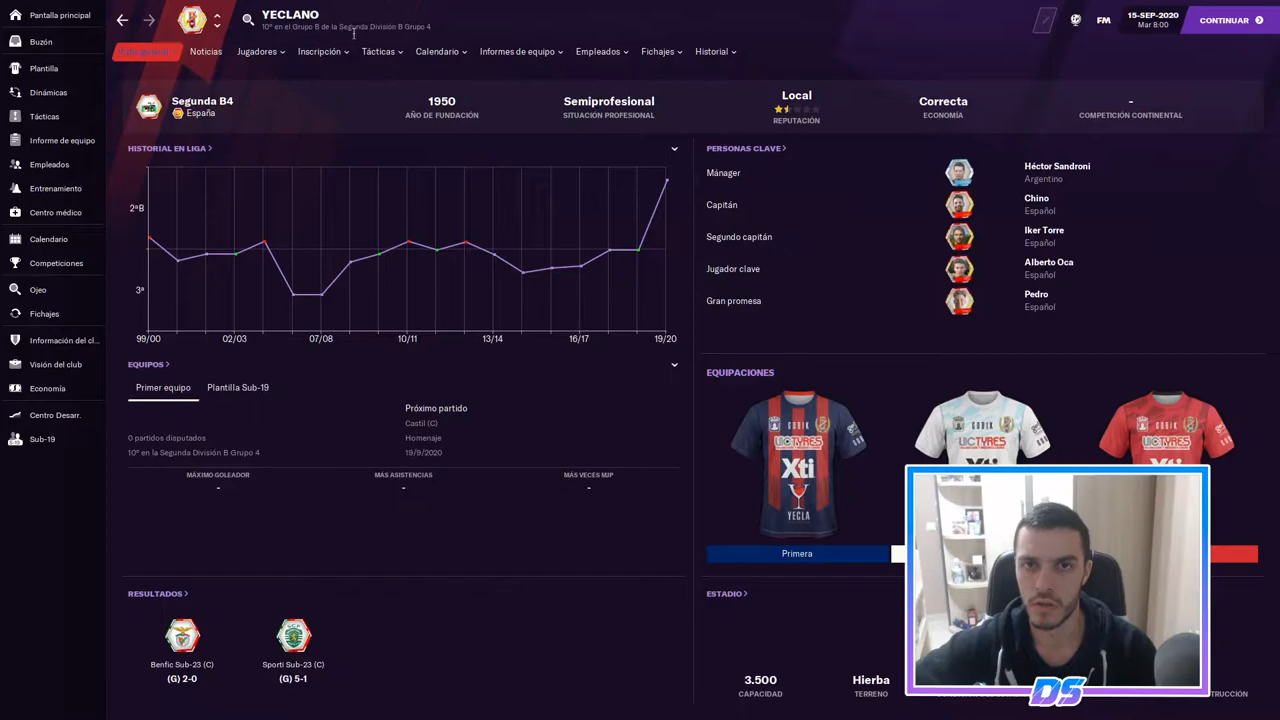 Pantalla principal
Buzón
Plantilla
Dinámicas
Tácticas
Informe de equipo
Empleados
Entrenamiento
Centro médico
Calendario
Competiciones
Ojeo
Fichajes
Información del cl...
Visión del club
Economía
Centro Desarr.
Sub-19
YECLANO
10º en el Grupo B de la Segunda División B Grupo 4
FM
15-SEP-2020
Mar 8:00
CONTINUAR
Noticias
Jugadores
Inscripción
Tácticas
Calendario
Informes de equipo
Empleados
Fichajes
Historial
Segunda B4
España
1950
AÑO DE FUNDACIÓN
Semiprofesional
SITUACIÓN PROFESIONAL
Local
REPUTACIÓN
Correcta
ECONOMÍA
-
COMPETICIÓN CONTINENTAL
HISTORIAL EN LIGA
2ªB
3ª
99/00
02/03
07/08
10/11
13/14
16/17
19/20
PERSONAS CLAVE
Mánager
Héctor Sandroni
Argentino
Capitán
Chino
Español
Segundo capitán
Iker Torre
Español
Jugador clave
Alberto Oca
Español
Gran promesa
Pedro
Español
EQUIPOS
Primer equipo
Plantilla Sub-19
0 partidos disputados
10º en la Segunda División B Grupo 4
Próximo partido
Castil (C)
Homenaje
19/9/2020
MÁXIMO GOLEADOR
-
MÁS ASISTENCIAS
-
MÁS VECES MJP
-
EQUIPACIONES
GOBIK
UICTYRES
Xti
YECLA
GOBIK
UICTYRES
Xti
GOBIK
UICTYRES
Xti
Primera
RESULTADOS
Benfic Sub-23 (C)
(G) 2-0
Sporti Sub-23 (C)
(G) 5-1
ESTADIO
3.500
CAPACIDAD
Hierba
TERRENO
DS